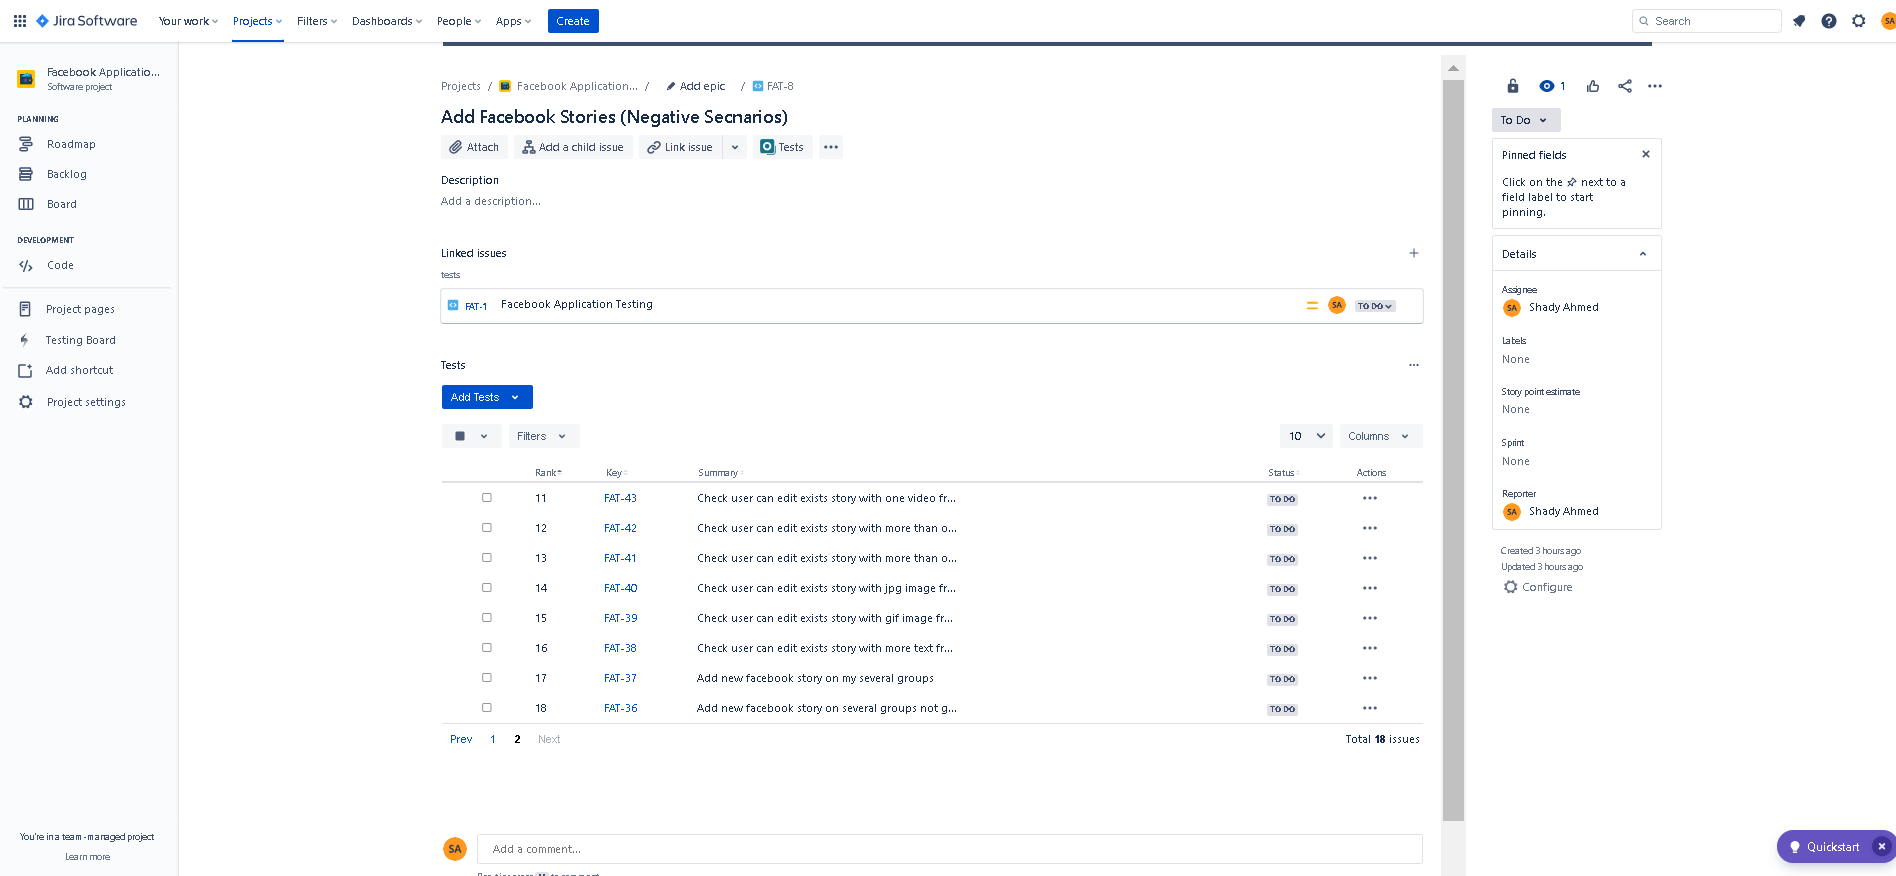 Jira Software Your work Projects Filters Dashboards People Apps Create Search SA
Facebook Applicatio...
Software project
PLANNING
Roadmap
Backlog
Board
DEVELOPMENT
Code
Project pages
Testing Board
Add shortcut
Project settings
You're in a team-managed project
Learn more
Projects / Facebook Application... / Add epic / FAT-8
Add Facebook Stories (Negative Secnarios)
Attach Add a child issue Link issue Tests
Description
Add a description...
Linked issues
tests
FAT-1 Facebook Application Testing SA TO DO
Tests
Add Tests
Filters 10 Columns
Rank Key Summary Status Actions
11 FAT-43 Check user can edit exists story with one video fr... TO DO
12 FAT-42 Check user can edit exists story with more than o... TO DO
13 FAT-41 Check user can edit exists story with more than o... TO DO
14 FAT-40 Check user can edit exists story with jpg image fr... TO DO
15 FAT-39 Check user can edit exists story with gif image fr... TO DO
16 FAT-38 Check user can edit exists story with more text fr... TO DO
17 FAT-37 Add new facebook story on my several groups TO DO
18 FAT-36 Add new facebook story on several groups not g... TO DO
Prev 1 2 Next Total 18 issues
SA Add a comment...
1
To Do
Pinned fields
Click on the next to a
field label to start
pinning.
Details
Assignee
SA Shady Ahmed
Labels
None
Story point estimate
None
Sprint
None
Reporter
SA Shady Ahmed
Created 3 hours ago
Updated 3 hours ago
Configure
Quickstart